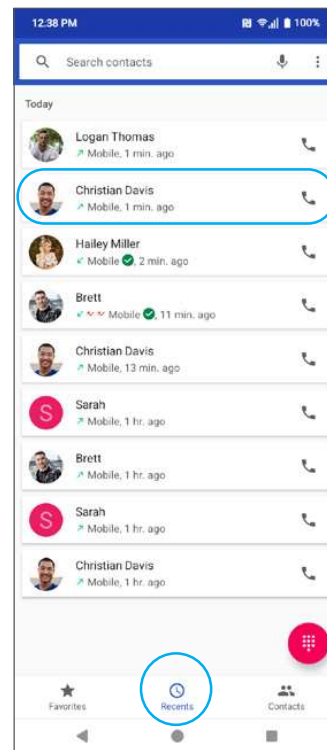 12.38 PM 100%
Search contacts
Today
Logan Thomas
Mobile, 1 min. ago
Christian Davis
Mobile, 1 min. ago
Hailey Miller
Mobile, 2 min. ago
Brett
Mobile, 11 min. ago
Christian Davis
Mobile, 13 min. ago
S
Sarah
Mobile, 1 hr. ago
Brett
Mobile, 1 hr. ago
S
Sarah
Mobile, 1 hr. ago
Christian Davis
Mobile, 1 hr. ago
Favorites Recents Contacts